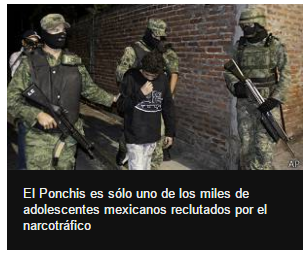 AP
El Ponchis es sólo uno de los miles de
adolescentes mexicanos reclutados por el
narcotráfico